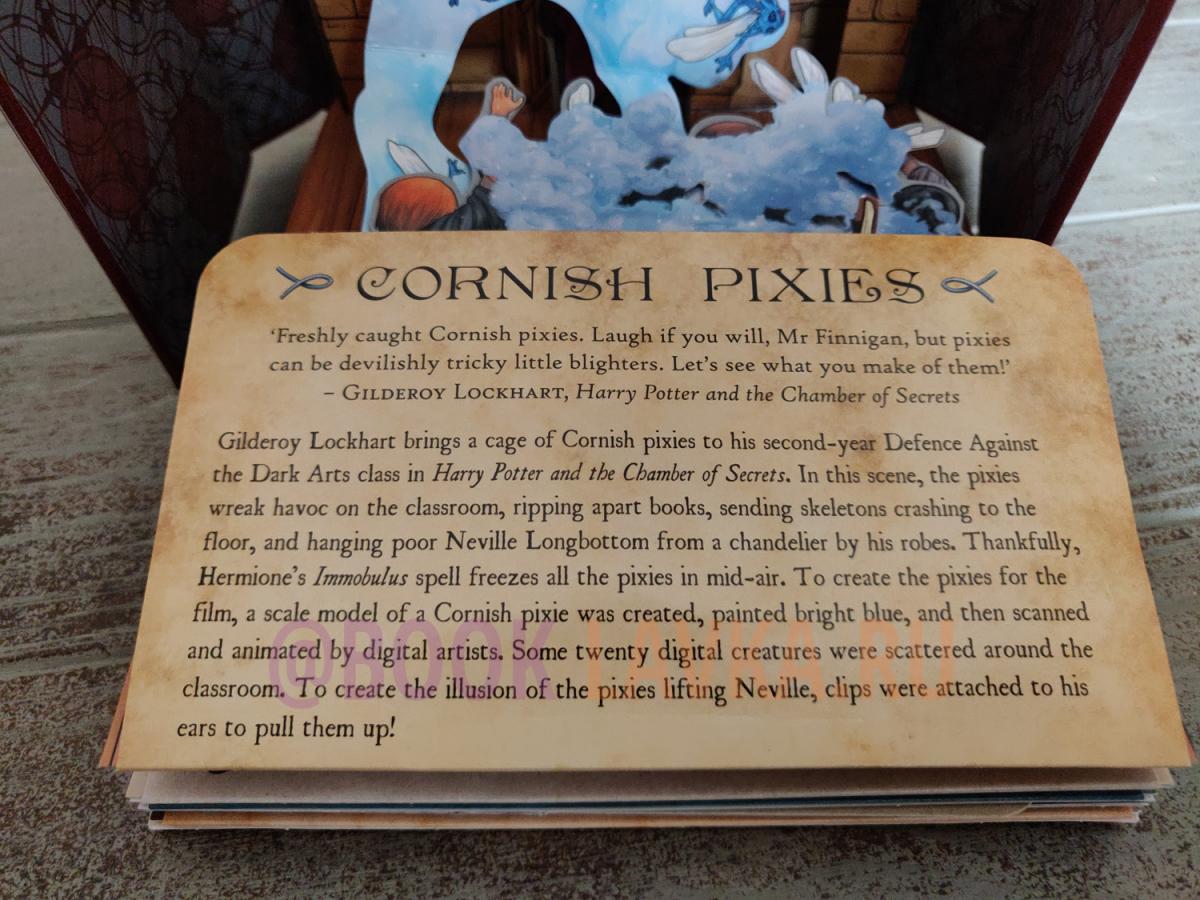 CORNISH PIXIES
‘Freshly caught Cornish pixies. Laugh if you will, Mr Finnigan, but pixies
can be devilishly tricky little blighters. Let’s see what you make of them!’
– GILDEROY LOCKHART, Harry Potter and the Chamber of Secrets
Gilderoy Lockhart brings a cage of Cornish pixies to his second-year Defence Against
the Dark Arts class in Harry Potter and the Chamber of Secrets. In this scene, the pixies
wreak havoc on the classroom, ripping apart books, sending skeletons crashing to the
floor, and hanging poor Neville Longbottom from a chandelier by his robes. Thankfully,
Hermione’s Immobulus spell freezes all the pixies in mid-air. To create the pixies for the
film, a scale model of a Cornish pixie was created, painted bright blue, and then scanned
and animated by digital artists. Some twenty digital creatures were scattered around the
classroom. To create the illusion of the pixies lifting Neville, clips were attached to his
ears to pull them up!